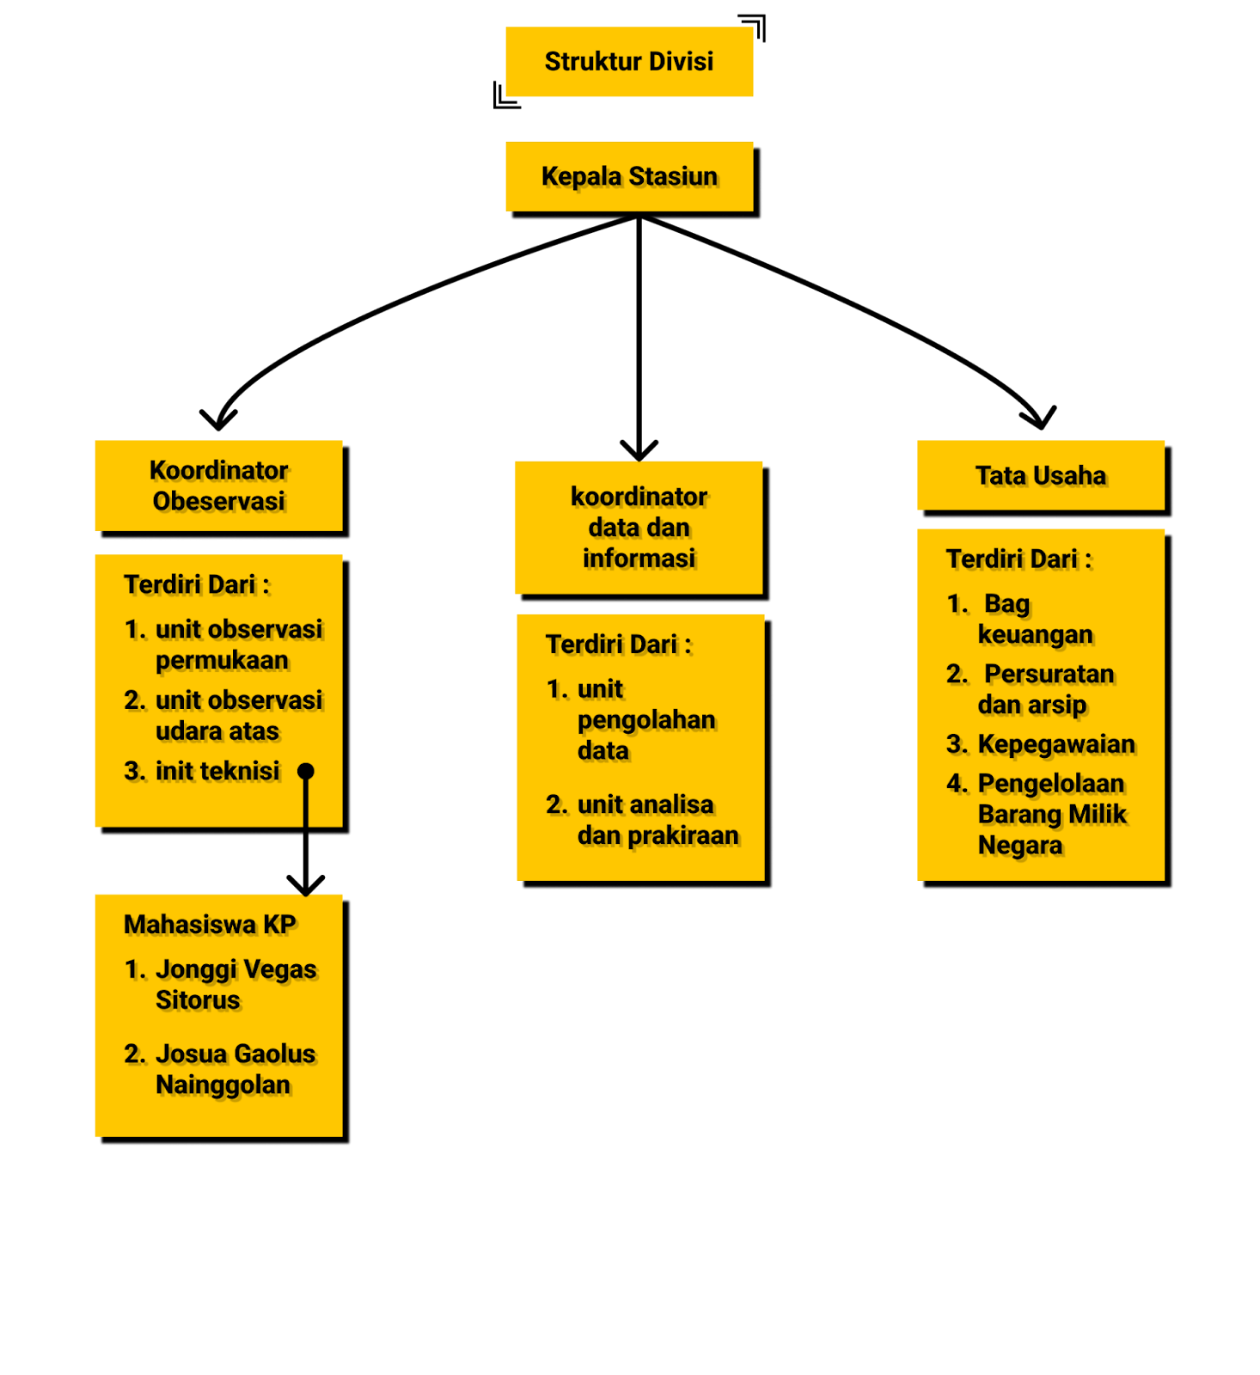 Struktur Divisi
Kepala Stasiun
Koordinator
Obeservasi
Terdiri Dari :
1. unit observasi
permukaan
2. unit observasi
udara atas
3. init teknisi
Mahasiswa KP
1. Jonggi Vegas
Sitorus
2. Josua Gaolus
Nainggolan
koordinator
data dan
informasi
Terdiri Dari :
1. unit
pengolahan
data
2. unit analisa
dan prakiraan
Tata Usaha
Terdiri Dari :
1. Bag
keuangan
2. Persuratan
dan arsip
3. Kepegawaian
4. Pengelolaan
Barang Milik
Negara